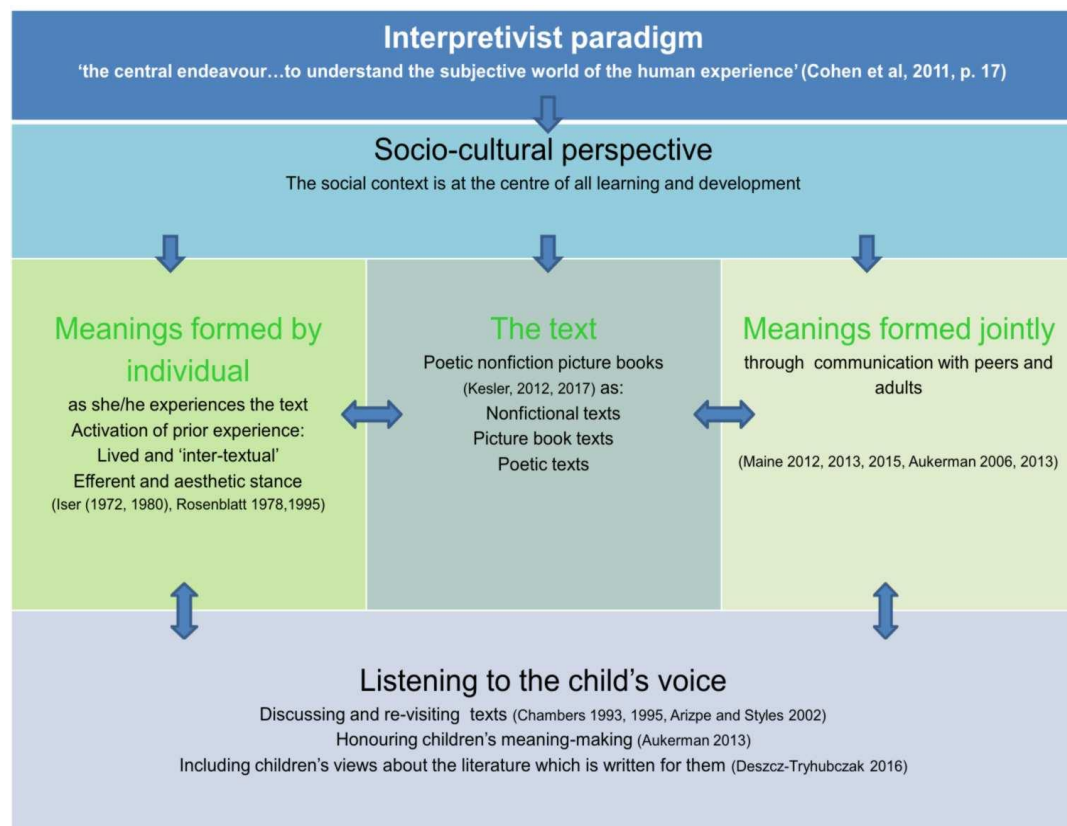 Interpretivist paradigm
‘the central endeavour…to understand the subjective world of the human experience’ (Cohen et al, 2011, p. 17)
Socio-cultural perspective
The social context is at the centre of all learning and development
Meanings formed by
individual
as she/he experiences the text
Activation of prior experience:
Lived and ‘inter-textual’
Efferent and aesthetic stance
(Iser (1972, 1980), Rosenblatt 1978,1995)
The text
Poetic nonfiction picture books
(Kesler, 2012, 2017) as:
Nonfictional texts
Picture book texts
Poetic texts
Meanings formed jointly
through communication with peers and
adults
(Maine 2012, 2013, 2015, Aukerman 2006, 2013)
Listening to the child’s voice
Discussing and re-visiting texts (Chambers 1993, 1995, Arizpe and Styles 2002)
Honouring children’s meaning-making (Aukerman 2013)
Including children’s views about the literature which is written for them (Deszcz-Tryhubczak 2016)